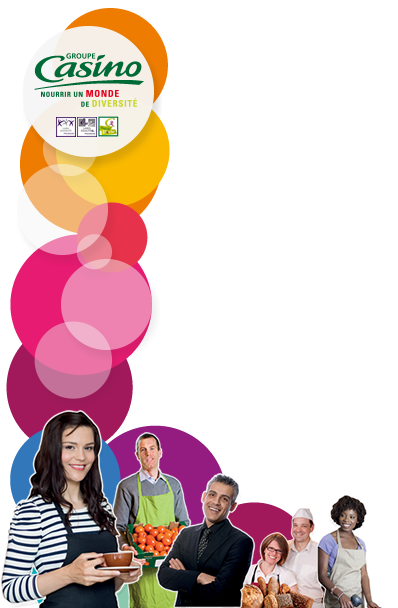 GROUPE
Casino
NOURRIR UN MONDE
DE DIVERSITÉ